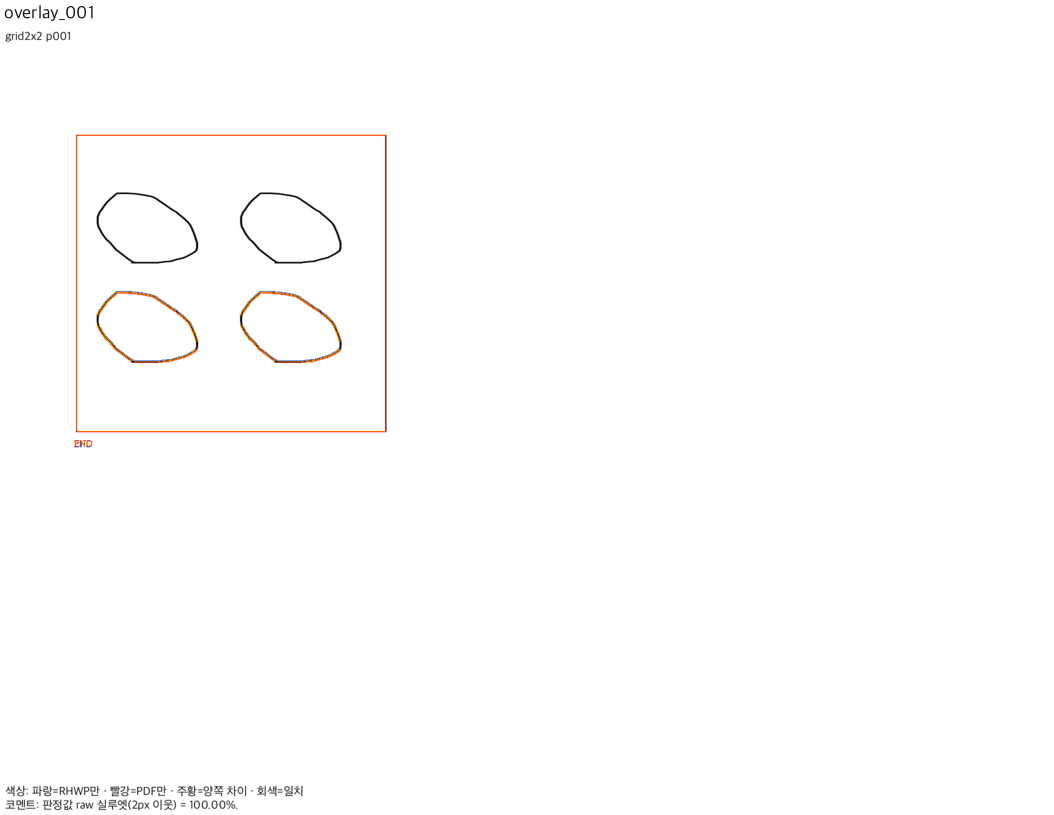 overlay_001
grid2x2 p001
END
색상: 파랑=RHWP만 · 빨강=PDF만 · 주황=양쪽 차이 · 회색=일치
코멘트: 판정값 raw 실루엣(2px 이웃) = 100.00%.